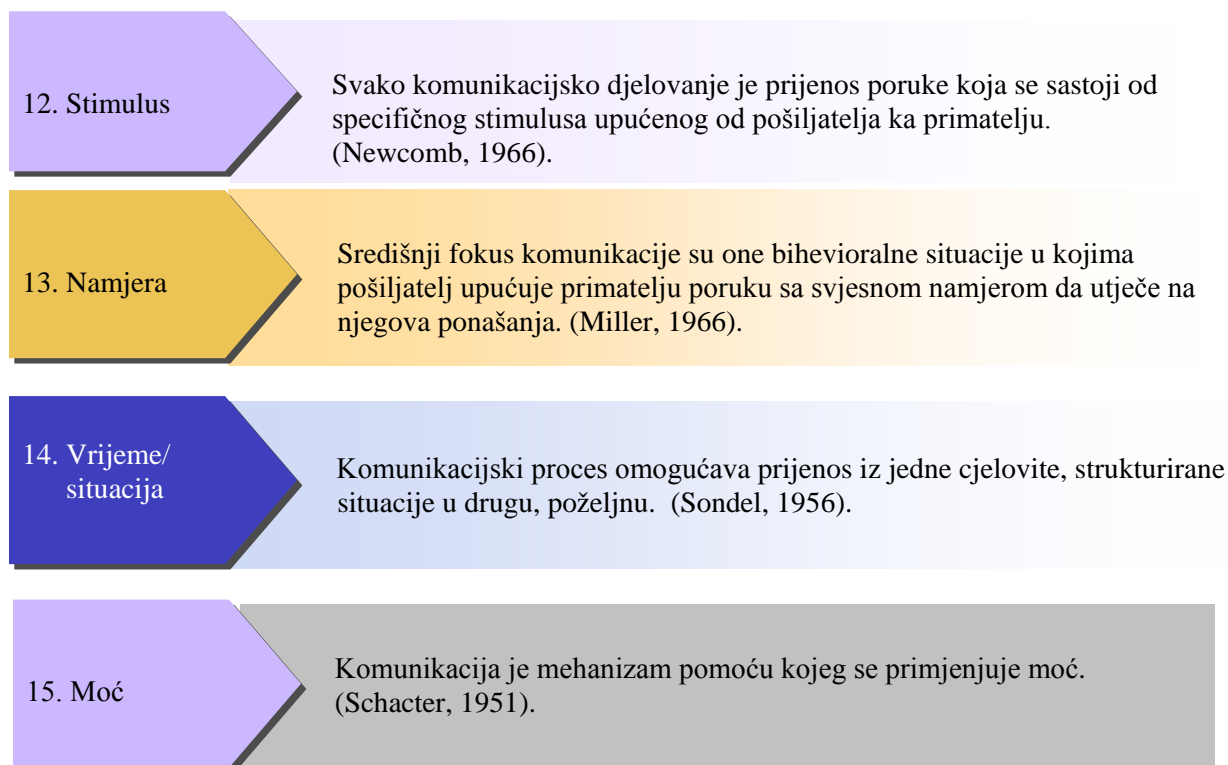 12. Stimulus
Svako komunikacijsko djelovanje je prijenos poruke koja se sastoji od
specifičnog stimulusa upućenog od pošiljatelja ka primatelju.
(Newcomb, 1966).
13. Namjera
Središnji fokus komunikacije su one bihevioralne situacije u kojima
pošiljatelj upućuje primatelju poruku sa svjesnom namjerom da utječe na
njegova ponašanja. (Miller, 1966).
14. Vrijeme/
situacija
Komunikacijski proces omogućava prijenos iz jedne cjelovite, strukturirane
situacije u drugu, poželjnu. (Sondel, 1956).
15. Moć
Komunikacija je mehanizam pomoću kojeg se primjenjuje moć.
(Schacter, 1951).